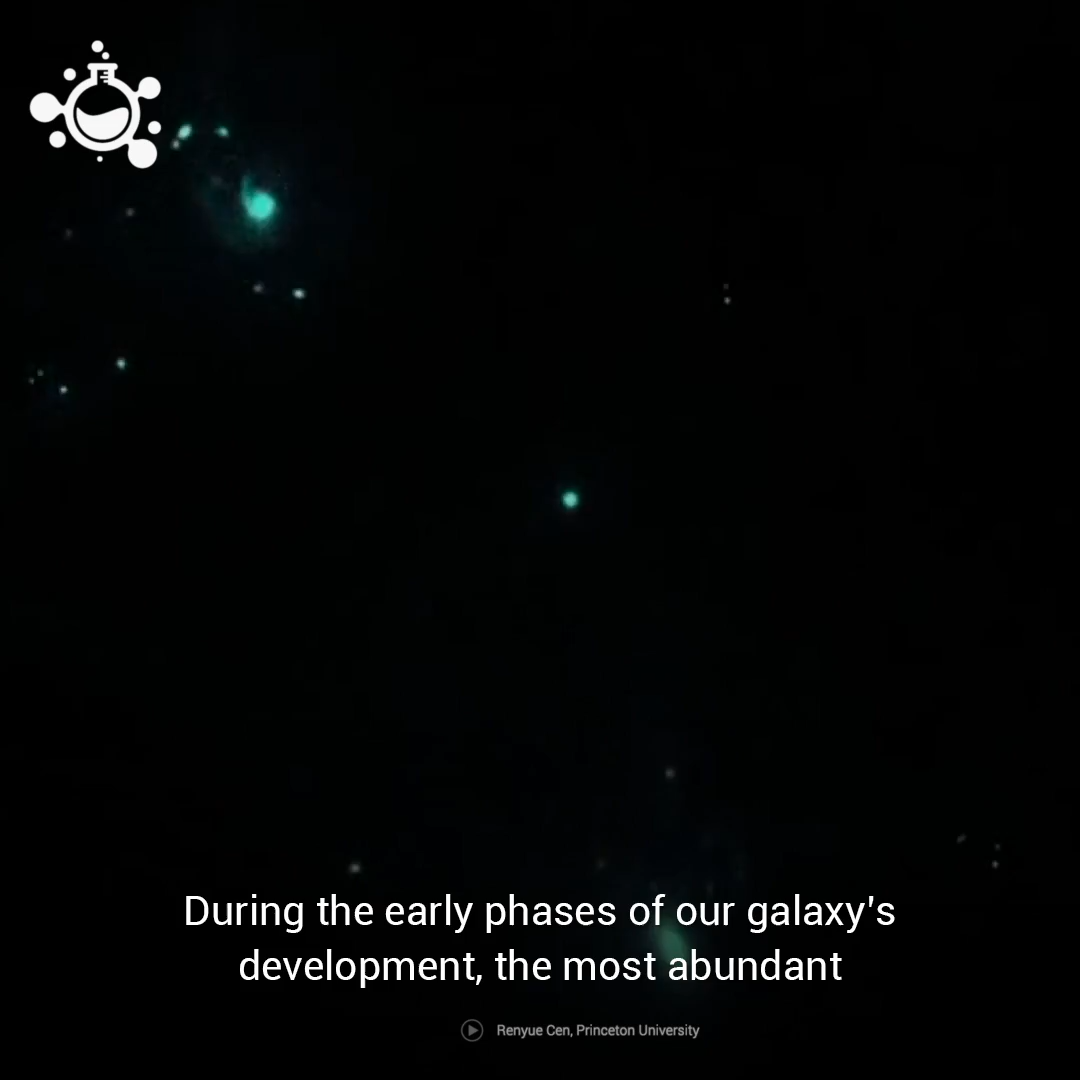 During the early phases of our galaxy's
development, the most abundant
Renyue Cen, Princeton University